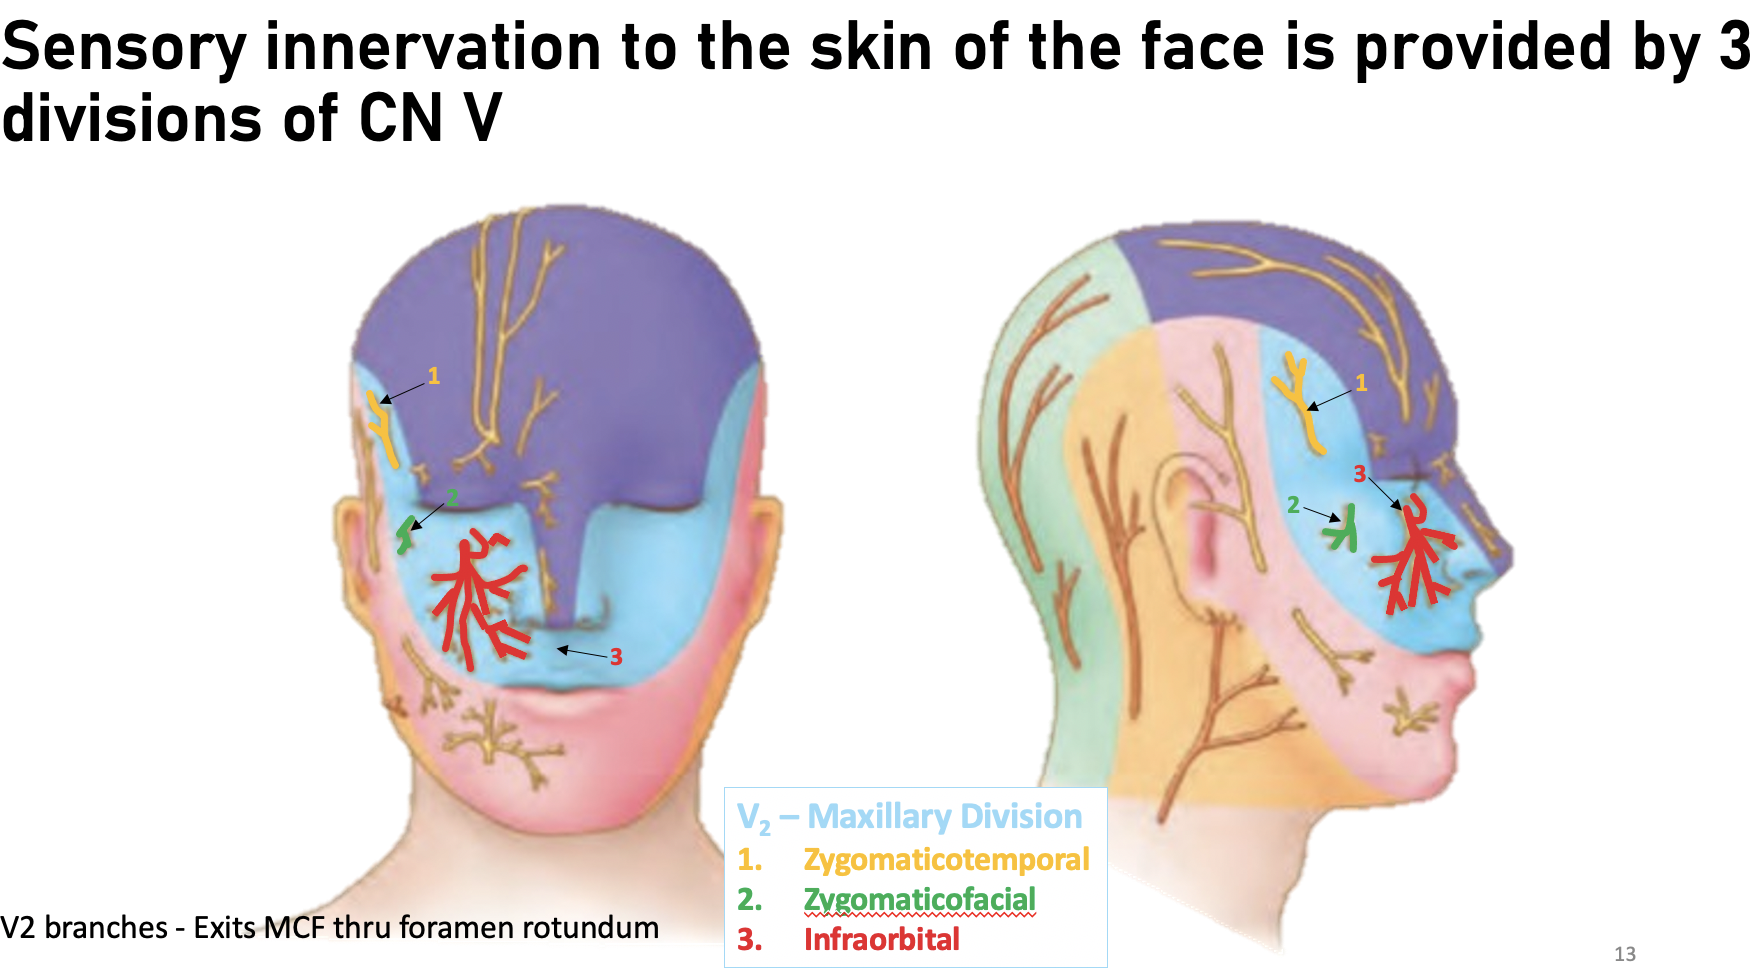 Sensory innervation to the skin of the face is provided by 3
divisions of CN V
1
2
3
1
3
2
V₂ – Maxillary Division
1. Zygomaticotemporal
2. Zygomaticofacial
3. Infraorbital
V2 branches - Exits MCF thru foramen rotundum
13